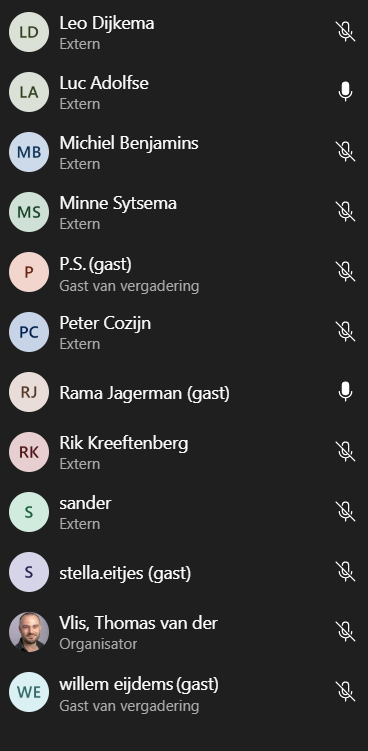 LD
Leo Dijkema
Extern
LA
Luc Adolfse
Extern
MB
Michiel Benjamins
Extern
MS
Minne Sytsema
Extern
P
P.S. (gast)
Gast van vergadering
PC
Peter Cozijn
Extern
RJ
Rama Jagerman (gast)
RK
Rik Kreeftenberg
Extern
S
sander
Extern
S
stella.eitjes (gast)
Vlis, Thomas van der
Organisator
WE
willem eijdems (gast)
Gast van vergadering